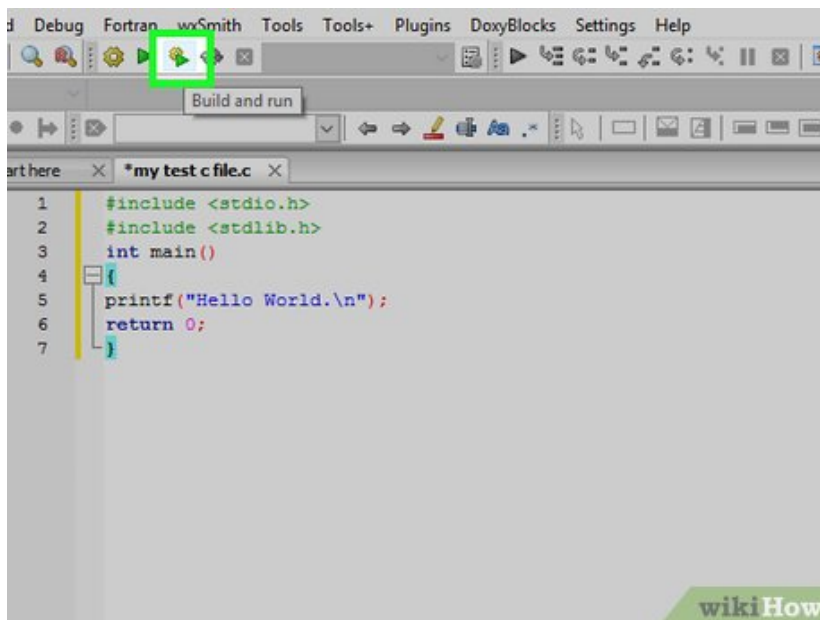 d Debug Fortran wxSmith Tools Tools+ Plugins DoxyBlocks Settings Help
Build and run
Aa .*
art here *my test c file.c
1 #include <stdio.h>
2 #include <stdlib.h>
3 int main()
4 {
5 printf("Hello World.\n");
6 return 0;
7 }
wikiHow